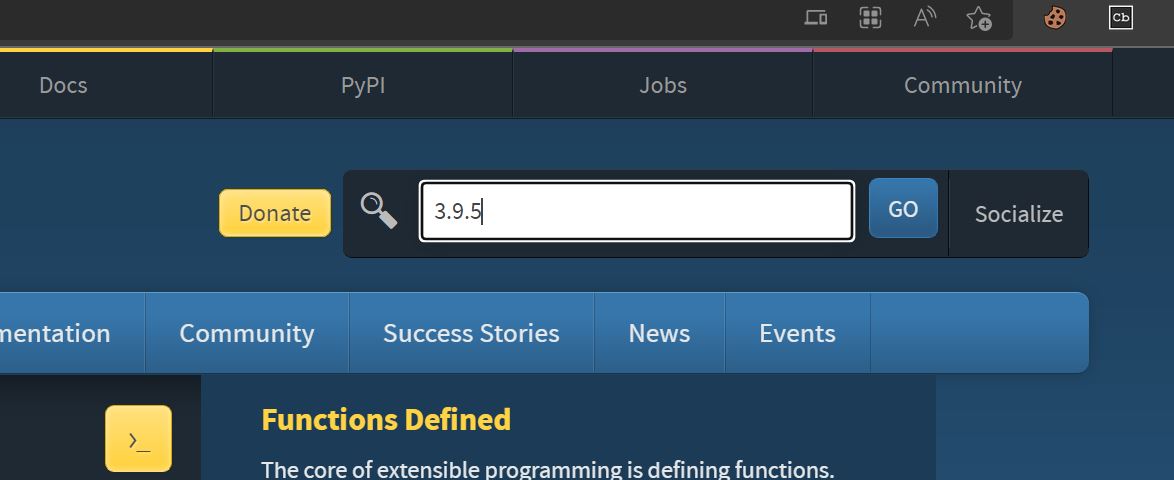 Cb
Docs PyPI Jobs Community
Donate 3.9.5 GO Socialize
mentation Community Success Stories News Events
>_ Functions Defined
The core of extensible programming is defining functions.